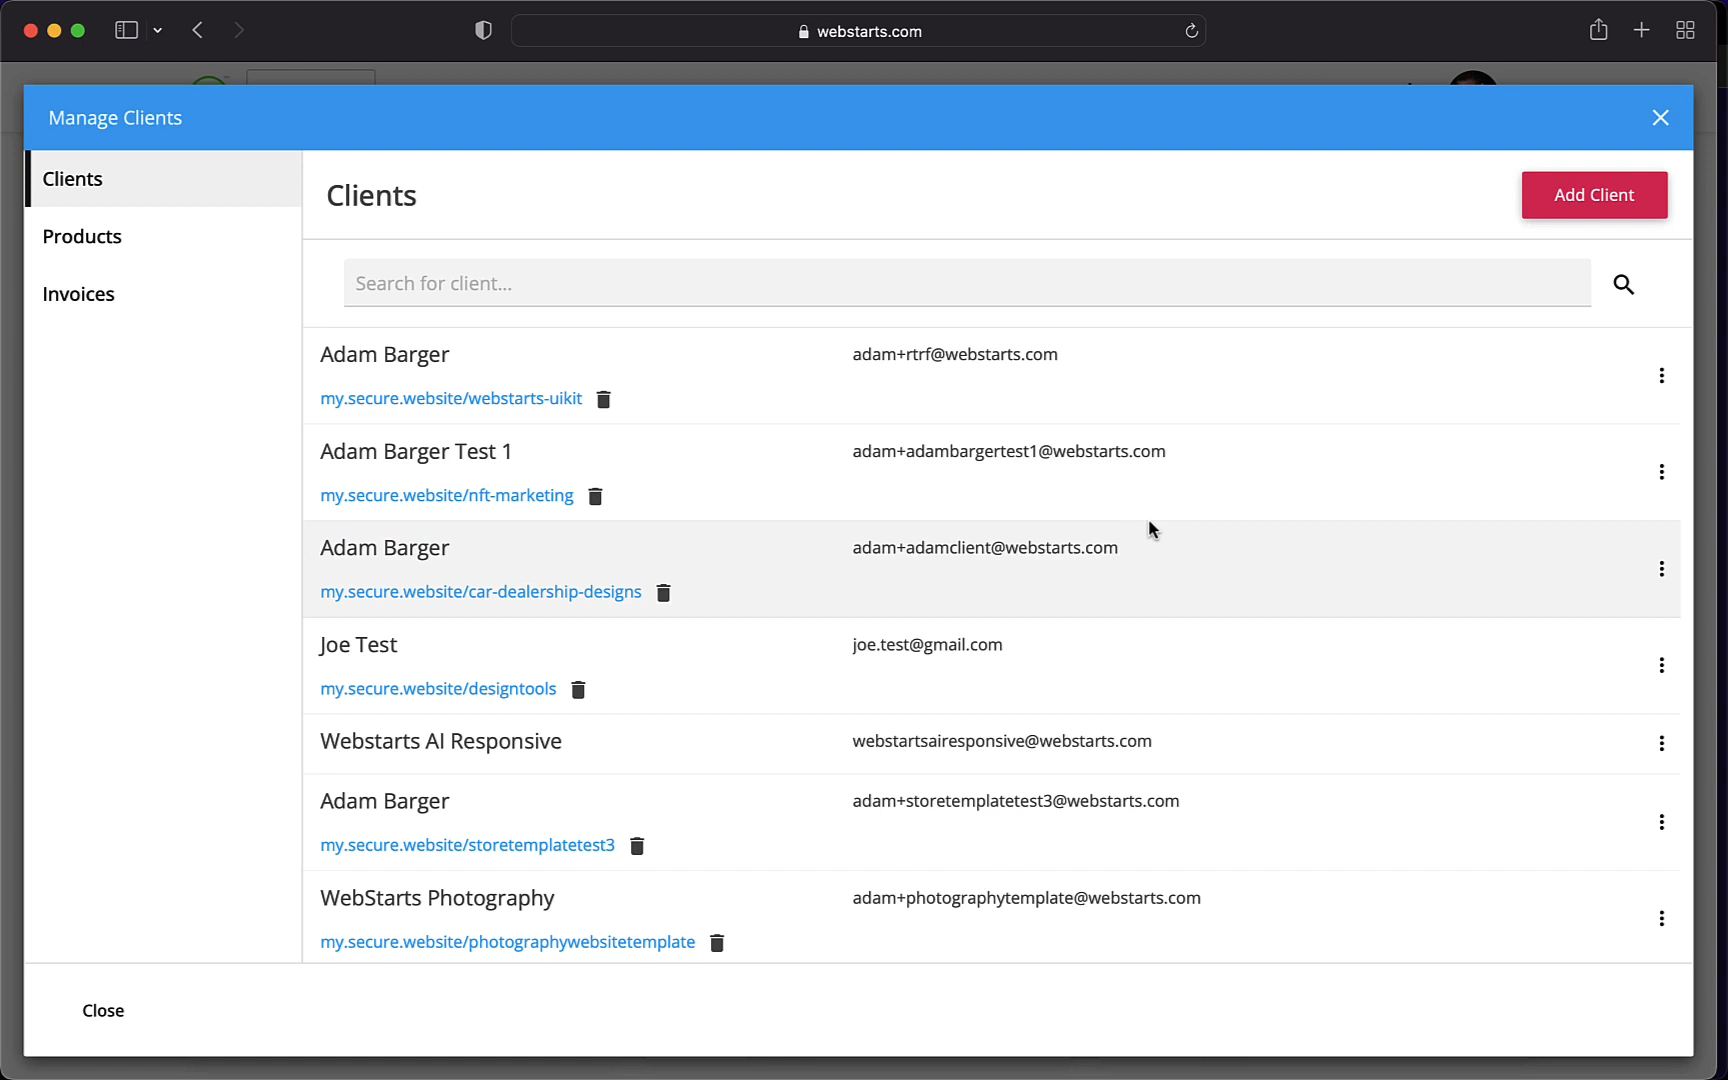 webstarts.com
Manage Clients
Clients
Products
Invoices
Clients
Add Client
Search for client...
Adam Barger
adam+rtrf@webstarts.com
my.secure.website/webstarts-uikit
Adam Barger Test 1
adam+adambargertest1@webstarts.com
my.secure.website/nft-marketing
Adam Barger
adam+adamclient@webstarts.com
my.secure.website/car-dealership-designs
Joe Test
joe.test@gmail.com
my.secure.website/designtools
Webstarts AI Responsive
webstartsairesponsive@webstarts.com
Adam Barger
adam+storetemplatetest3@webstarts.com
my.secure.website/storetemplatetest3
WebStarts Photography
adam+photographytemplate@webstarts.com
my.secure.website/photographywebsitetemplate
Close